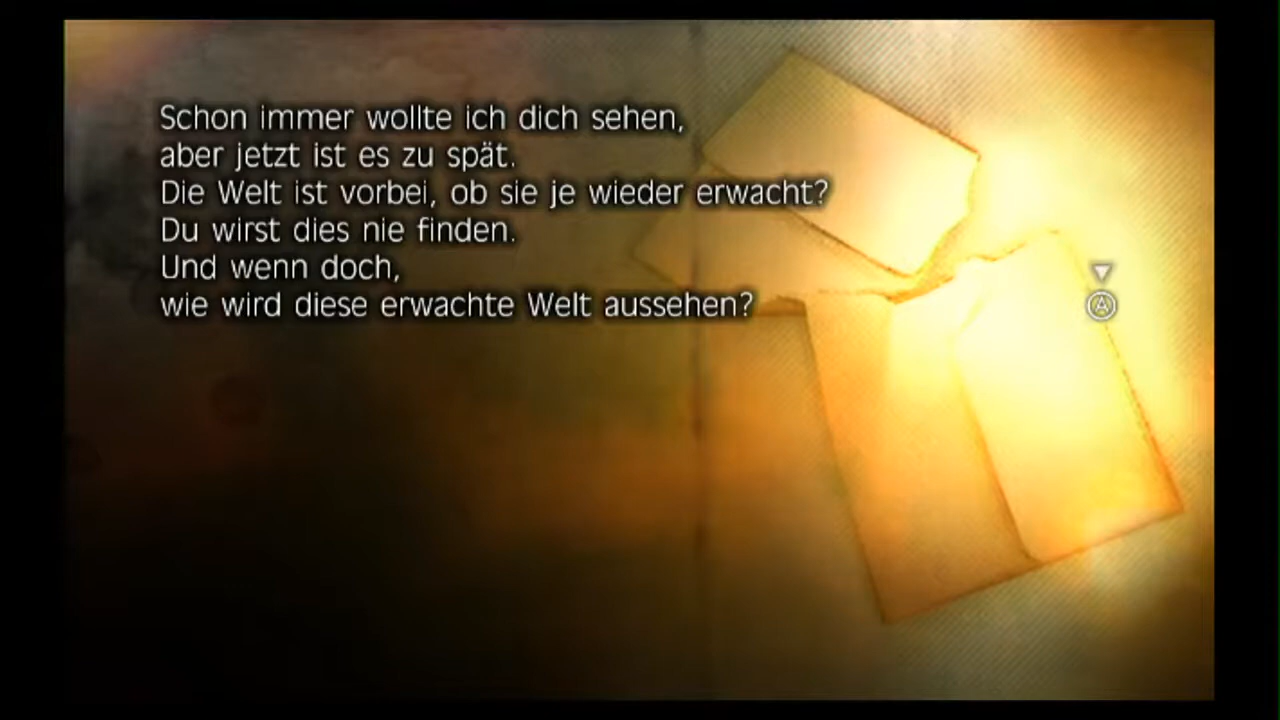 Schon immer wollte ich dich sehen,
aber jetzt ist es zu spät.
Die Welt ist vorbei, ob sie je wieder erwacht?
Du wirst dies nie finden.
Und wenn doch,
wie wird diese erwachte Welt aussehen?
A